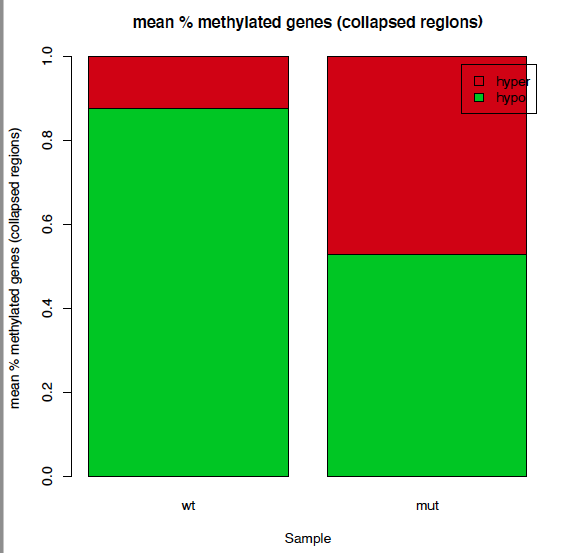 mean % methylated genes (collapsed regions)
mean % methylated genes (collapsed regions)
1.0
0.8
0.6
0.4
0.2
0.0
hyper
hypo
wt
mut
Sample